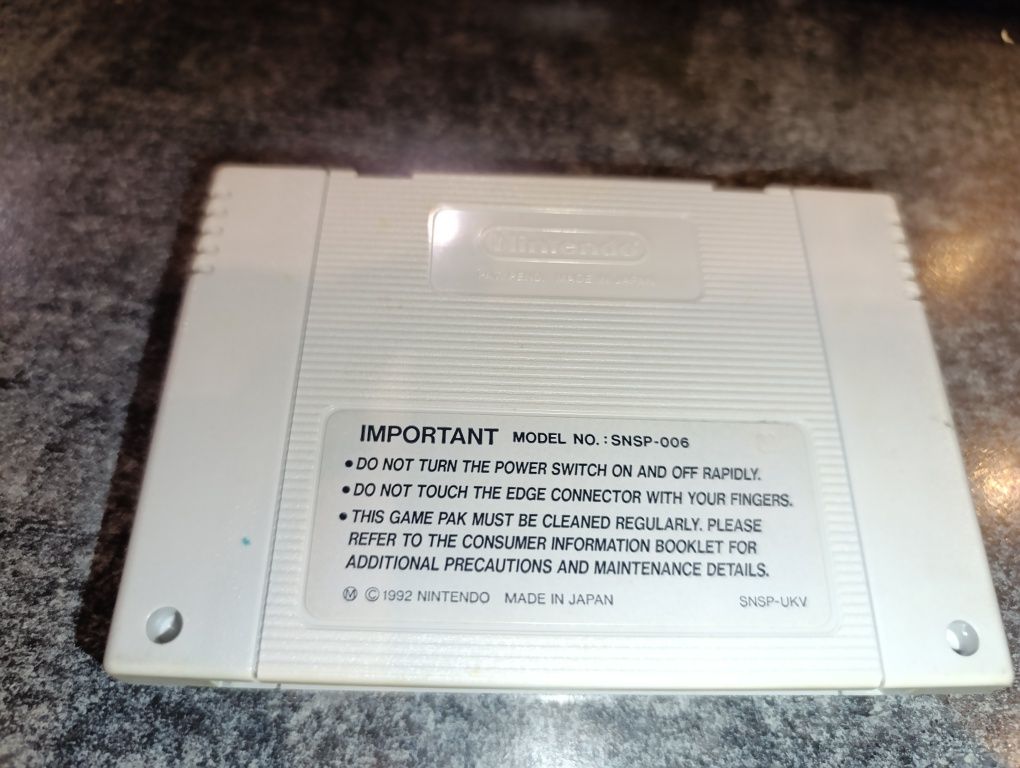 Nintendo
PAT. PEND. MADE IN JAPAN
IMPORTANT MODEL NO.: SNSP-006
• DO NOT TURN THE POWER SWITCH ON AND OFF RAPIDLY.
• DO NOT TOUCH THE EDGE CONNECTOR WITH YOUR FINGERS.
• THIS GAME PAK MUST BE CLEANED REGULARLY. PLEASE
REFER TO THE CONSUMER INFORMATION BOOKLET FOR
ADDITIONAL PRECAUTIONS AND MAINTENANCE DETAILS.
Ⓜ © 1992 NINTENDO MADE IN JAPAN SNSP-UKV